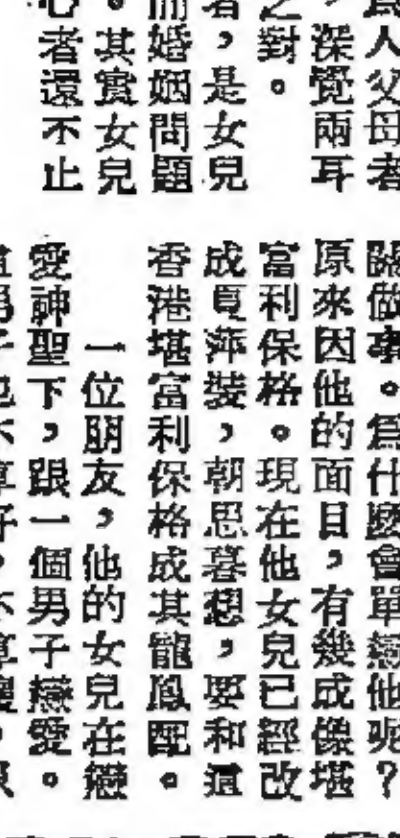 爲人父母者
，深覺兩耳
之對。
者，是女兒
而婚姻問題
。其實女兒
心者還不止
關做事。爲什麼會單戀他呢？
原來因他的面目，有幾成像堪
富利保格。現在他女兒已經改
成夏萍裝，朝思暮想，要和這
香港堪富利保格成其龍鳳配。
一位朋友，他的女兒在戀
愛神聖下，跟一個男子戀愛。